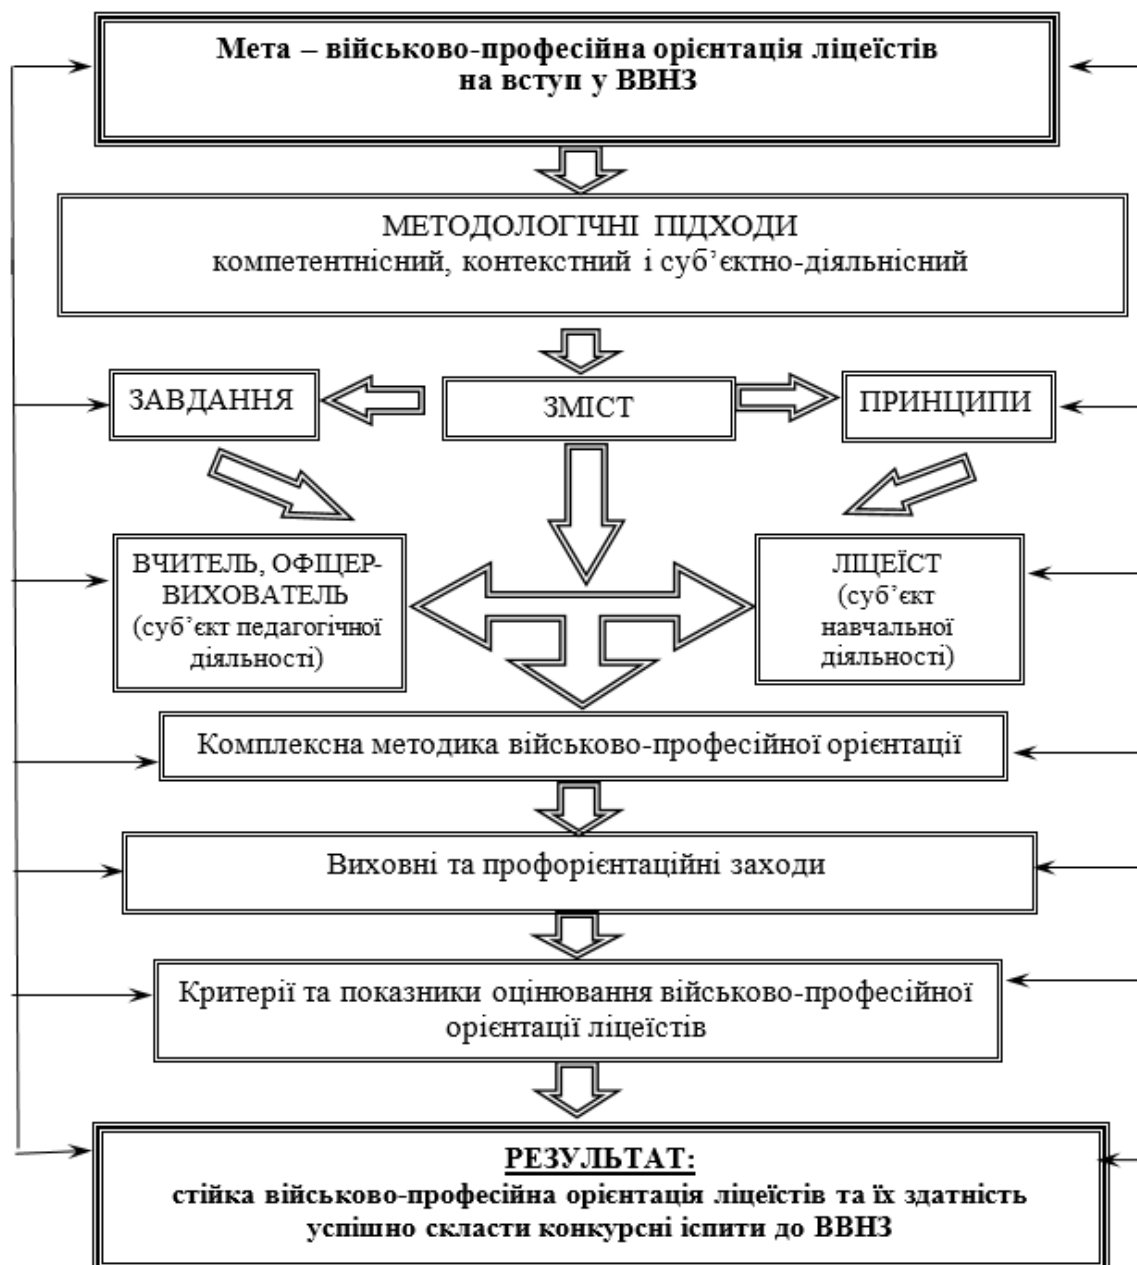 Мета – військово-професійна орієнтація ліцеїстів
на вступ у ВВНЗ
МЕТОДОЛОГІЧНІ ПІДХОДИ
компетентнісний, контекстний і суб’єктно-діяльнісний
ЗАВДАННЯ
ЗМІСТ
ПРИНЦИПИ
ВЧИТЕЛЬ, ОФІЦЕР-
ВИХОВАТЕЛЬ
(суб’єкт педагогічної
діяльності)
ЛІЦЕЇСТ
(суб’єкт
навчальної
діяльності)
Комплексна методика військово-професійної орієнтації
Виховні та профорієнтаційні заходи
Критерії та показники оцінювання військово-професійної
орієнтації ліцеїстів
РЕЗУЛЬТАТ:
стійка військово-професійна орієнтація ліцеїстів та їх здатність
успішно скласти конкурсні іспити до ВВНЗ